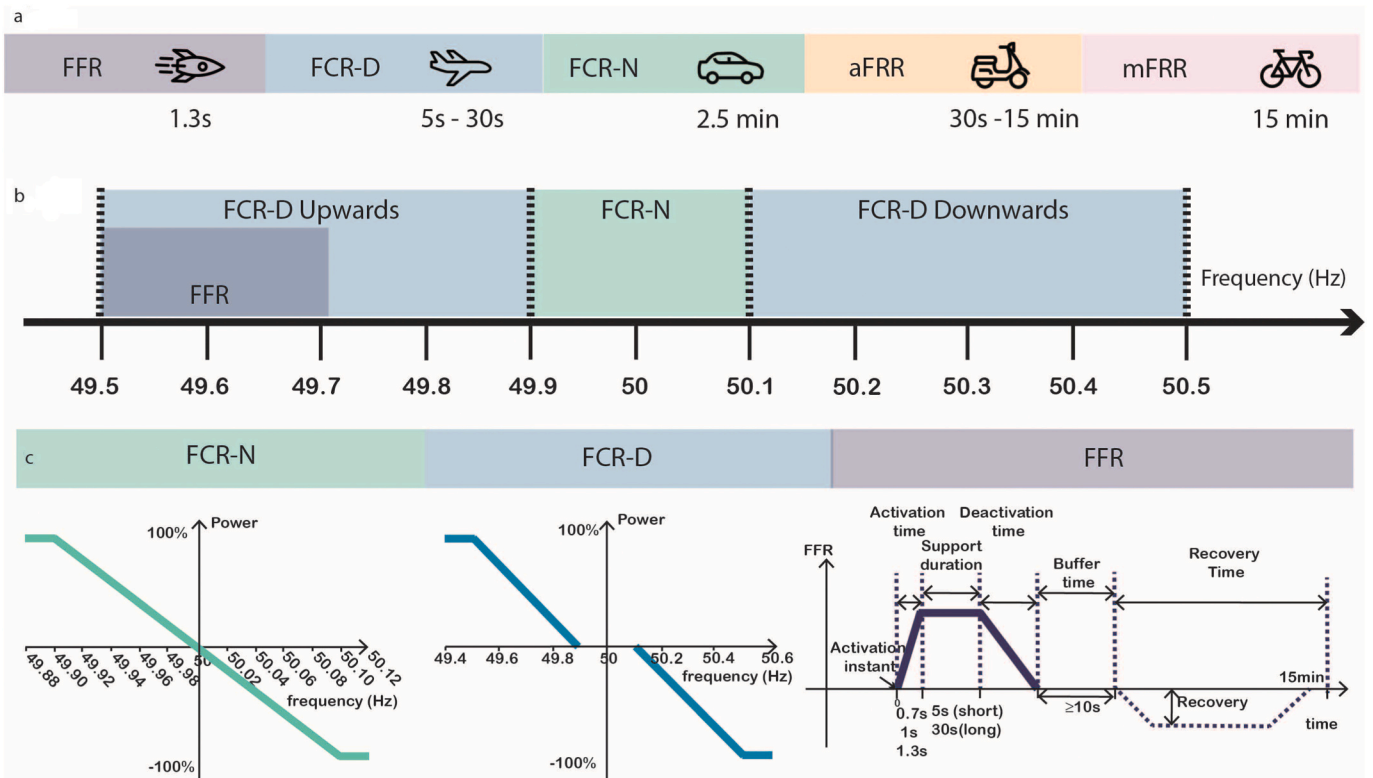 a
FFR
FCR-D
FCR-N
aFRR
mFRR
1.3s
5s - 30s
2.5 min
30s -15 min
15 min
b
FCR-D Upwards
FCR-N
FCR-D Downwards
FFR
Frequency (Hz)
49.5 49.6 49.7 49.8 49.9 50 50.1 50.2 50.3 50.4 50.5
c
FCR-N
FCR-D
FFR
100%
Power
49.88 49.90 49.92 49.94 49.96 49.98 50 50.02 50.04 50.06 50.08 50.10 50.12
frequency (Hz)
-100%
100%
Power
49.4 49.6 49.8 50 50.2 50.4 50.6
frequency (Hz)
-100%
FFR
Activation
time
Deactivation
time
Support
duration
Buffer
time
Recovery
Time
Activation
instant
0
0.7s
1s
1.3s
5s (short)
30s(long)
≥10s
Recovery
15min
time